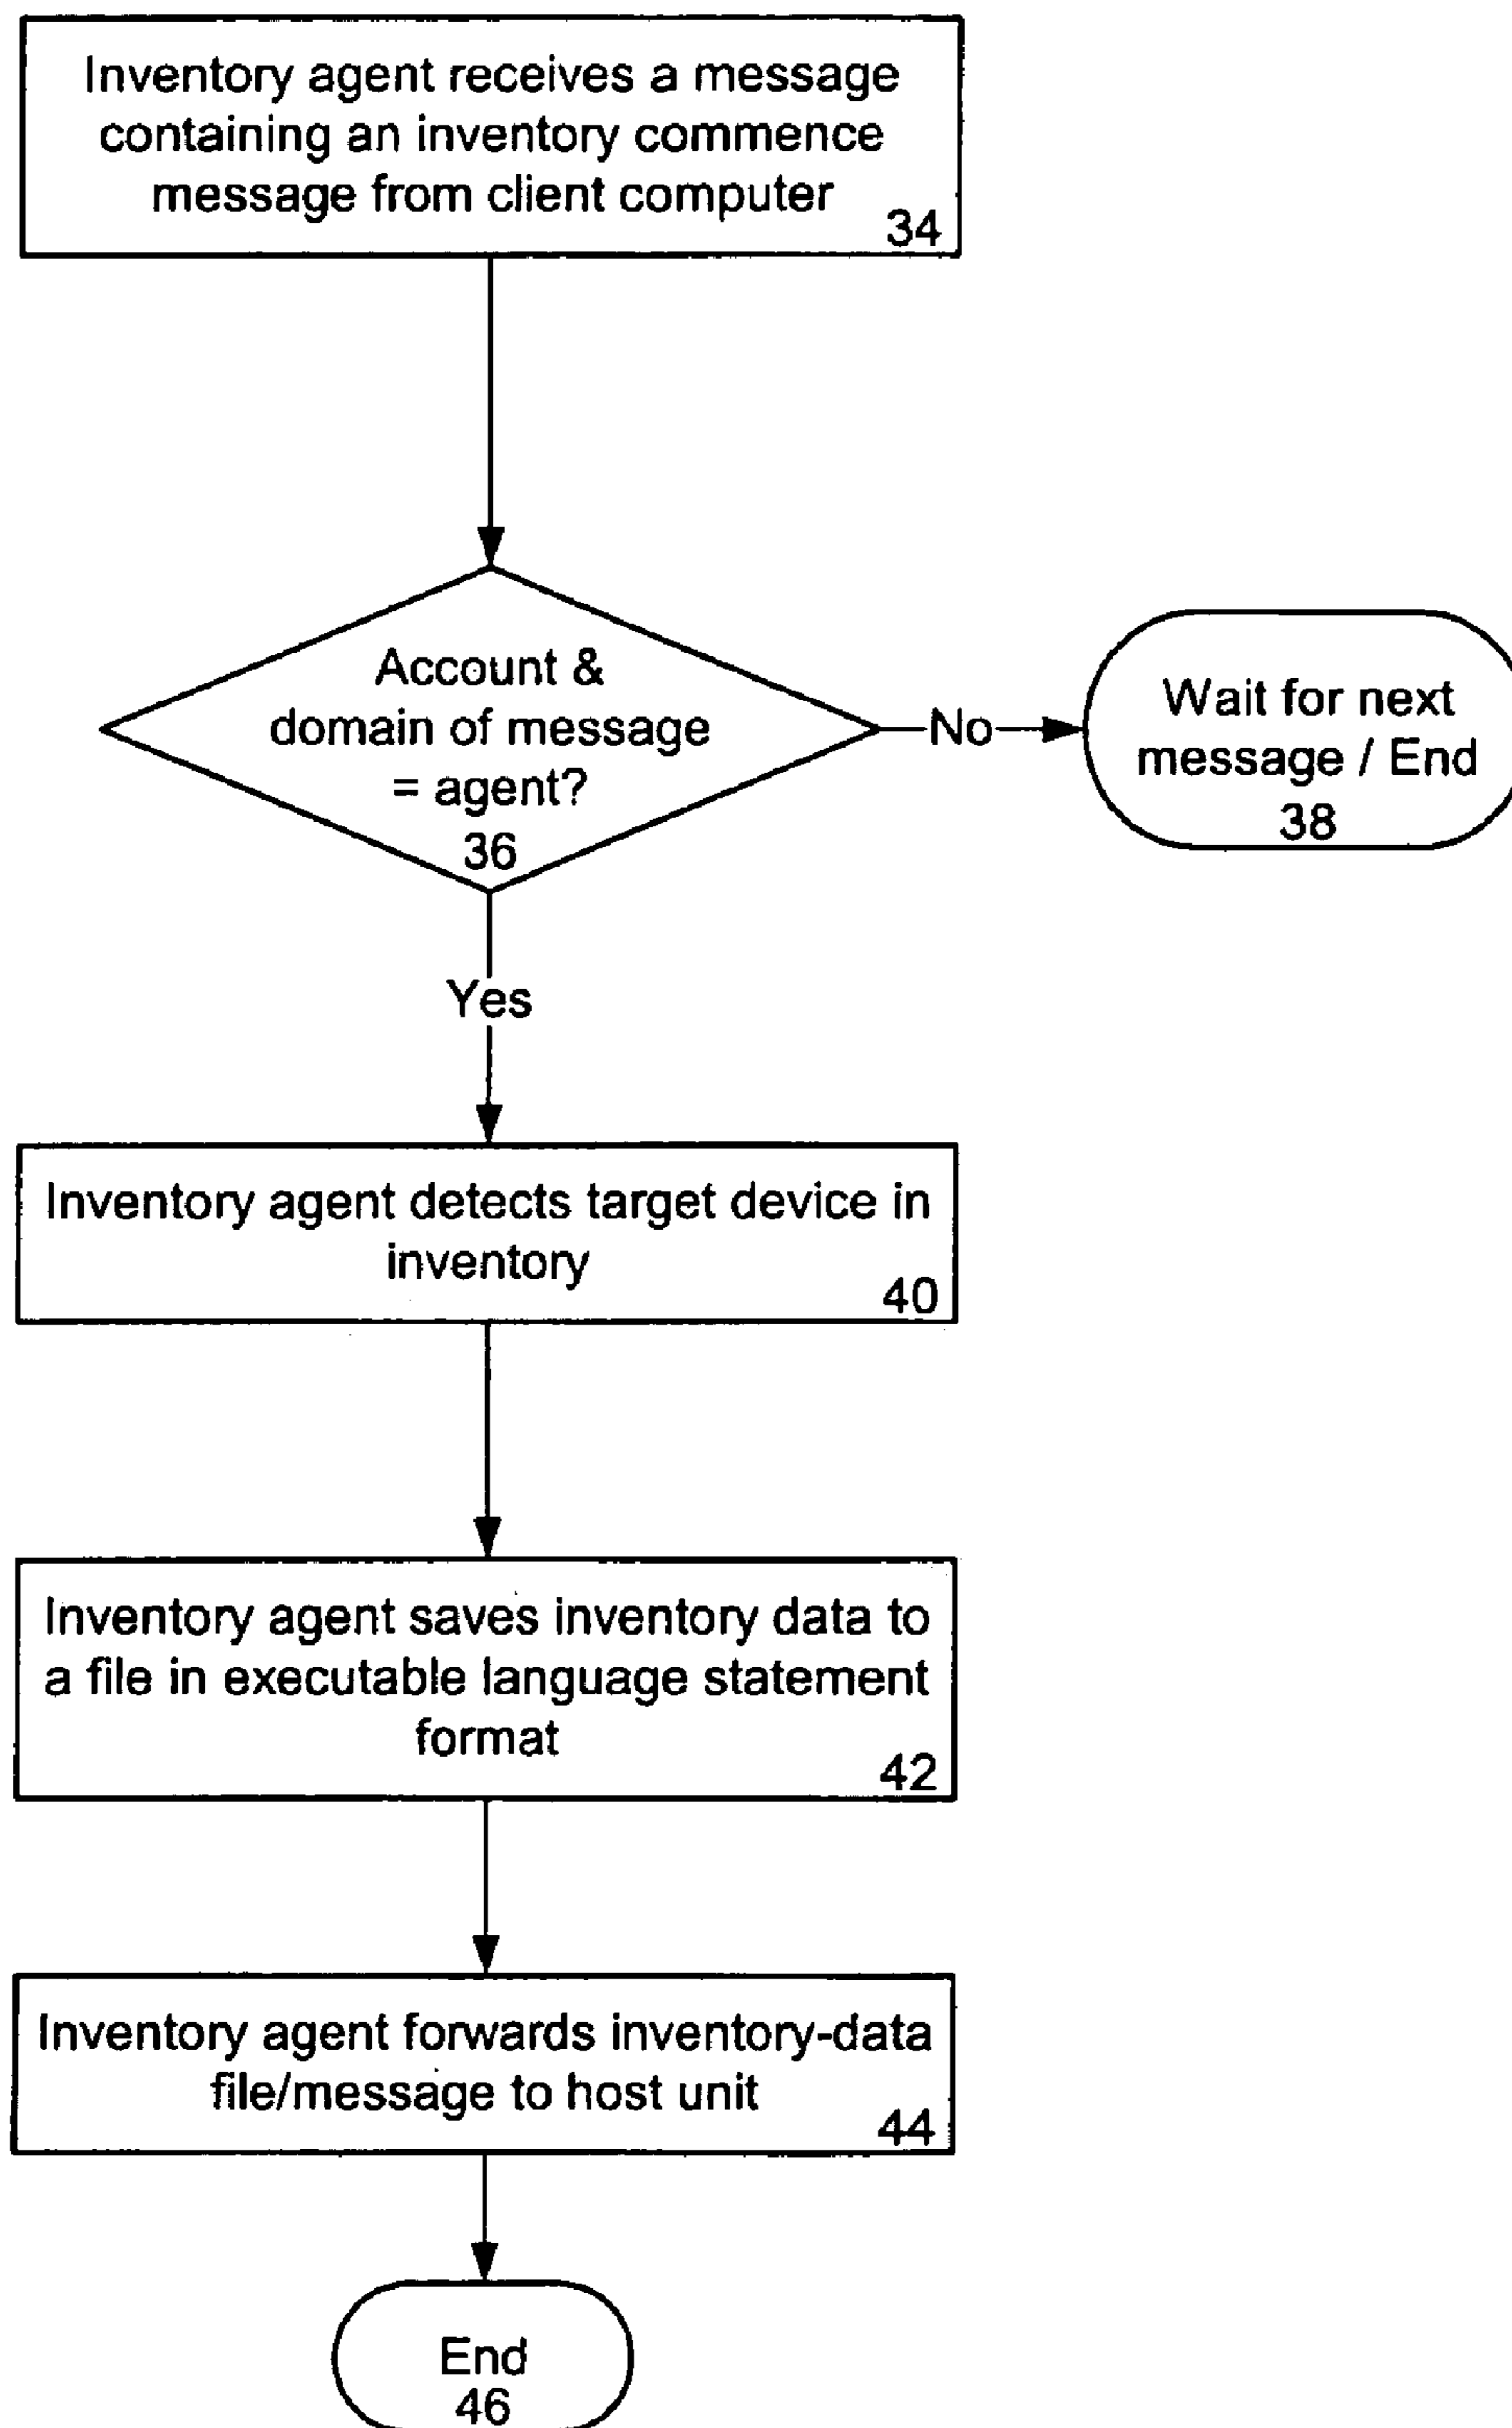 Inventory agent receives a message
containing an inventory commence
message from client computer
34
Account &
domain of message
= agent?
36
No
Wait for next
message / End
38
Yes
Inventory agent detects target device in
inventory
40
Inventory agent saves inventory data to
a file in executable language statement
format
42
Inventory agent forwards inventory-data
file/message to host unit
44
End
46